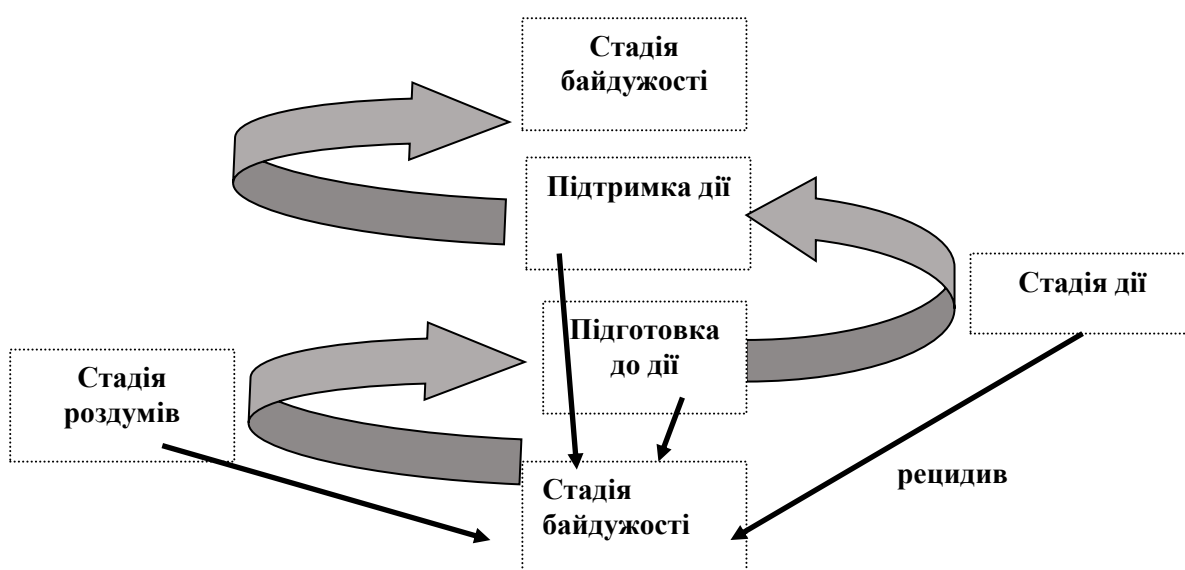 Стадія
байдужості
Підтримка дії
Стадія дії
Підготовка
до дії
Стадія
роздумів
рецидив
Стадія
байдужості